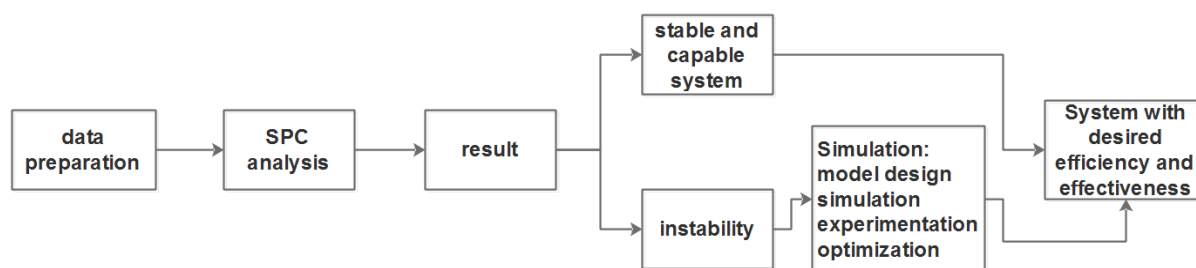 data
preparation
SPC
analysis
result
stable and
capable
system
instability
Simulation:
model design
simulation
experimentation
optimization
System with
desired
efficiency and
effectiveness